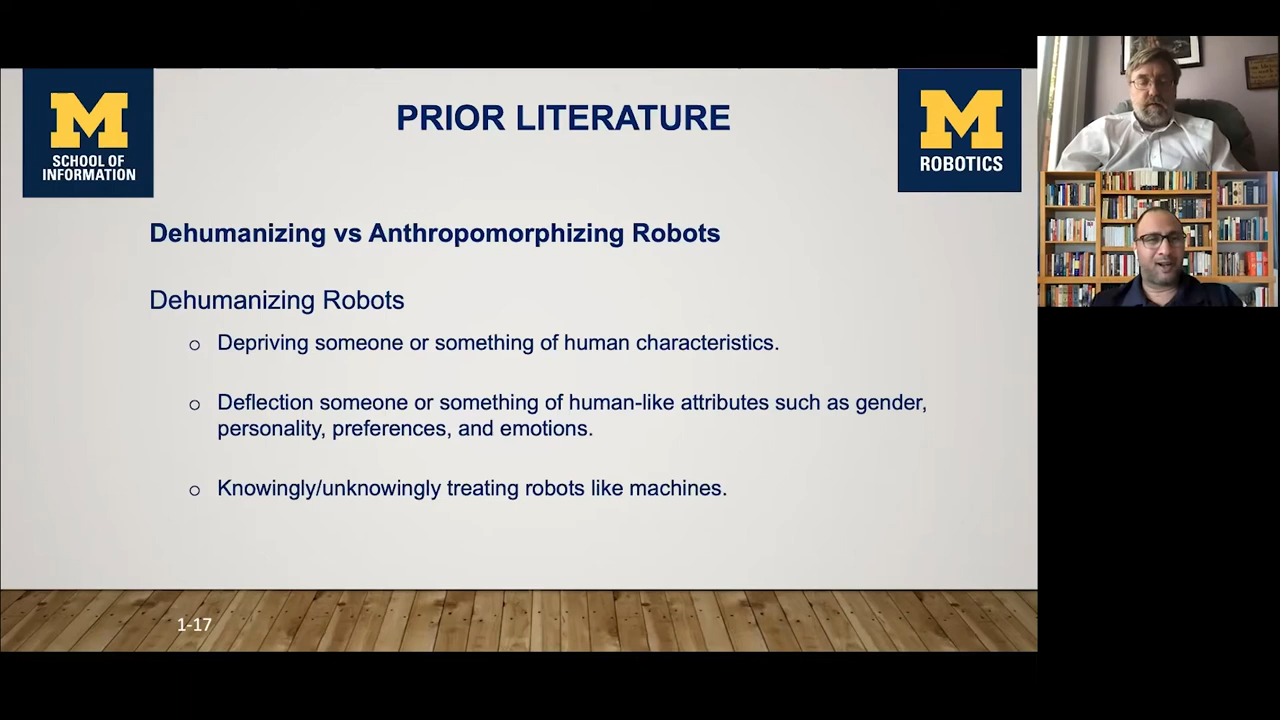 M
SCHOOL OF
INFORMATION
PRIOR LITERATURE
M
ROBOTICS
Dehumanizing vs Anthropomorphizing Robots
Dehumanizing Robots
o Depriving someone or something of human characteristics.
o Deflection someone or something of human-like attributes such as gender,
personality, preferences, and emotions.
o Knowingly/unknowingly treating robots like machines.
1-17